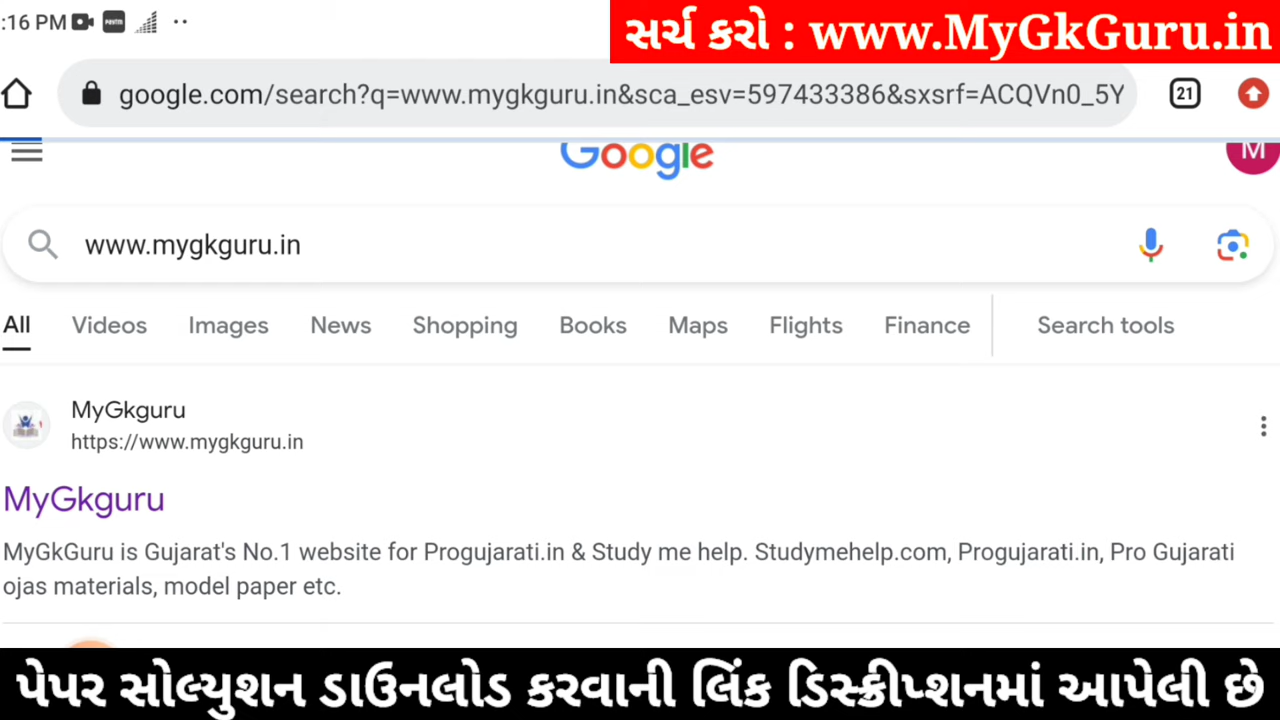 :16 PM
સર્ચ કરો : www.MyGkGuru.in
google.com/search?q=www.mygkguru.in&sca_esv=597433386&sxsrf=ACQVn0_5Y
21
Google
M
www.mygkguru.in
All Videos Images News Shopping Books Maps Flights Finance Search tools
MyGkguru
https://www.mygkguru.in
MyGkguru
MyGkGuru is Gujarat's No.1 website for Progujarati.in & Study me help. Studymehelp.com, Progujarati.in, Pro Gujarati
ojas materials, model paper etc.
પેપર સોલ્યુશન ડાઉનલોડ કરવાની લિંક ડિસ્ક્રીપ્શનમાં આપેલી છે